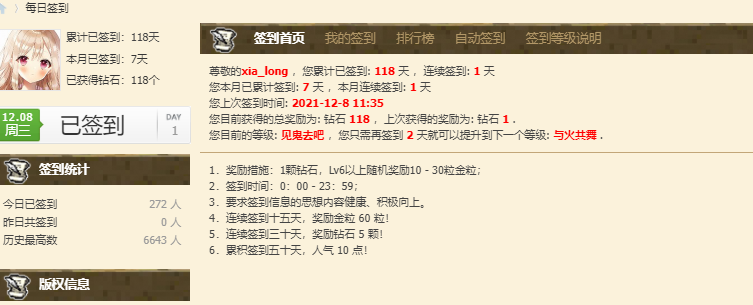 每日签到
累计已签到：118天
本月已签到：7天
已获得钻石：118个
12.08
周三
已签到
DAY
1
签到统计
今日已签到 272 人
昨日共签到 0 人
历史最高数 6643 人
版权信息
签到首页 我的签到 排行榜 自动签到 签到等级说明
尊敬的xia_long ，您累计已签到: 118 天 ，连续签到: 1 天
您本月已累计签到: 7 天 ，本月连续签到: 1 天
您上次签到时间: 2021-12-8 11:35
您目前获得的总奖励为: 钻石 118 ，上次获得的奖励为: 钻石 1 .
您目前的等级: 见鬼去吧 ，您只需再签到 2 天就可以提升到下一个等级: 与火共舞 .
1. 奖励措施：1颗钻石，Lv6以上随机奖励10 - 30粒金粒；
2. 签到时间：0：00 - 23：59；
3. 要求签到信息的思想内容健康、积极向上。
4. 连续签到十五天，奖励金粒 60 粒！
5. 连续签到三十天，奖励钻石 5 颗！
6. 累积签到五十天，人气 10 点！